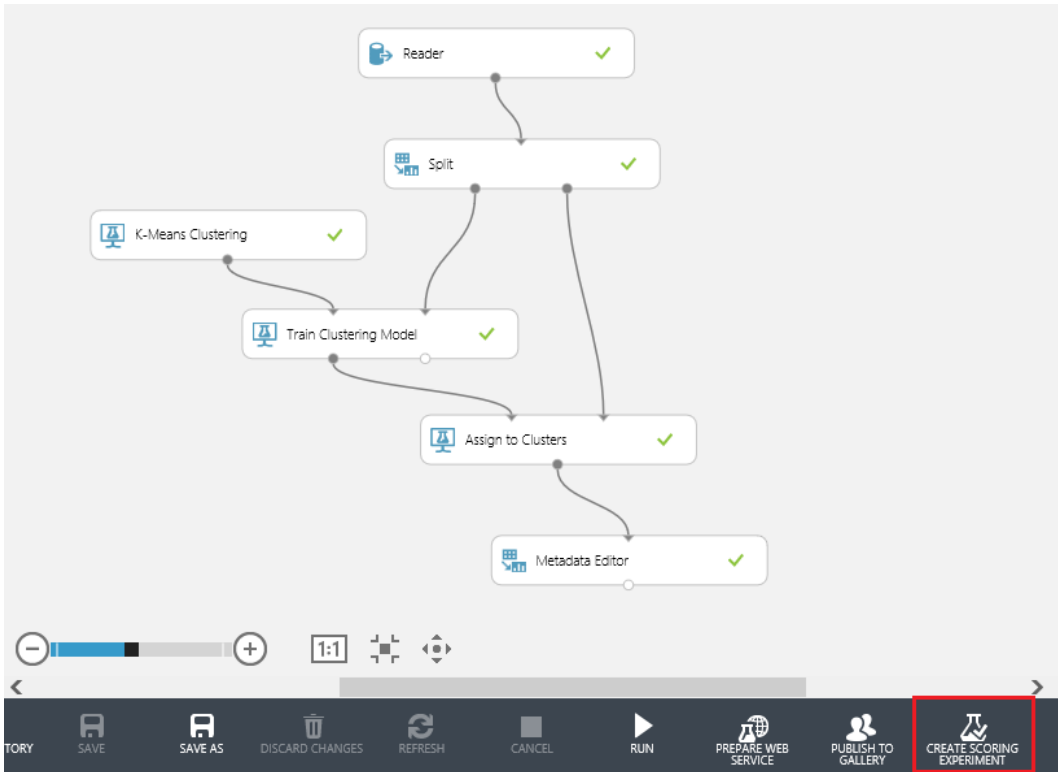 Reader
Split
K-Means Clustering
Train Clustering Model
Assign to Clusters
Metadata Editor
1:1
TORY
SAVE
SAVE AS
DISCARD CHANGES
REFRESH
CANCEL
RUN
PREPARE WEB
SERVICE
PUBLISH TO
GALLERY
CREATE SCORING
EXPERIMENT